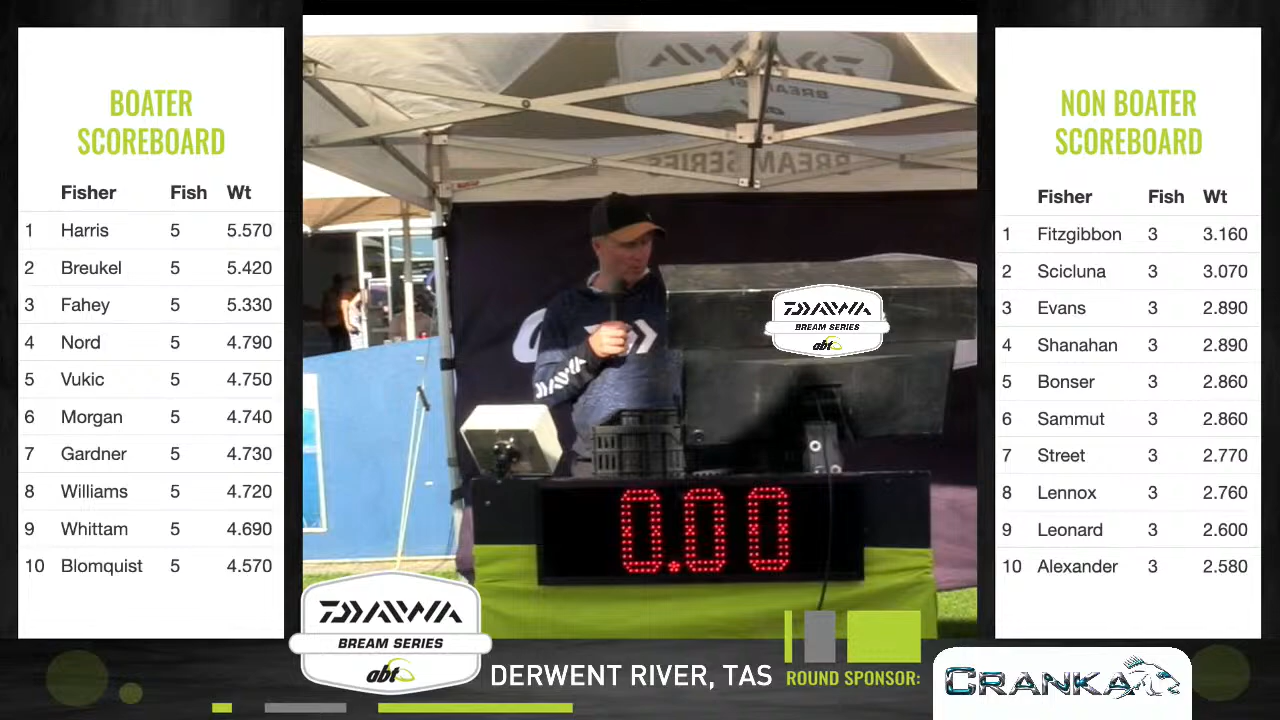 BOATER
SCOREBOARD
Fisher Fish Wt
1 Harris 5 5.570
2 Breukel 5 5.420
3 Fahey 5 5.330
4 Nord 5 4.790
5 Vukic 5 4.750
6 Morgan 5 4.740
7 Gardner 5 4.730
8 Williams 5 4.720
9 Whittam 5 4.690
10 Blomquist 5 4.570
BREAM SERIES
DAIWA
BREAM SERIES
abt
0.00
NON BOATER
SCOREBOARD
Fisher Fish Wt
1 Fitzgibbon 3 3.160
2 Scicluna 3 3.070
3 Evans 3 2.890
4 Shanahan 3 2.890
5 Bonser 3 2.860
6 Sammut 3 2.860
7 Street 3 2.770
8 Lennox 3 2.760
9 Leonard 3 2.600
10 Alexander 3 2.580
DAIWA
BREAM SERIES
abt
DERWENT RIVER, TAS
ROUND SPONSOR:
CRANKA